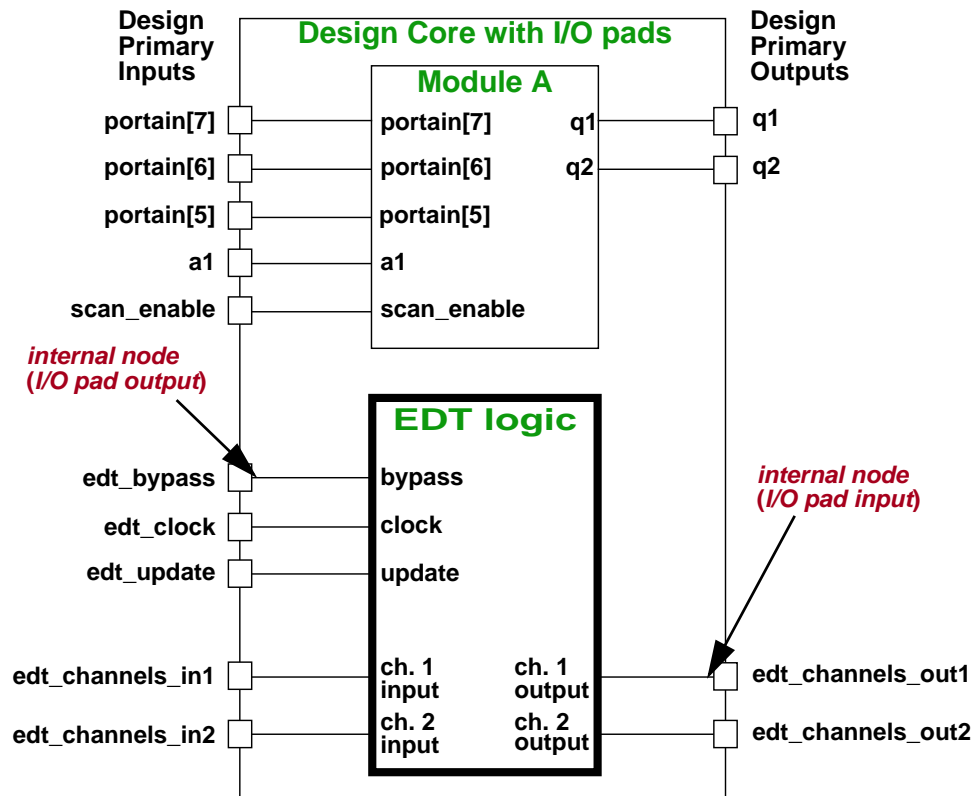 Design
Primary
Inputs
Design Core with I/O pads
Design
Primary
Outputs
Module A
portain[7]
portain[7]
q1
q1
portain[6]
portain[6]
q2
q2
portain[5]
portain[5]
a1
a1
scan_enable
scan_enable
internal node
(I/O pad output)
EDT logic
edt_bypass
bypass
internal node
(I/O pad input)
edt_clock
clock
edt_update
update
edt_channels_in1
ch. 1
input
ch. 1
output
edt_channels_out1
edt_channels_in2
ch. 2
input
ch. 2
output
edt_channels_out2